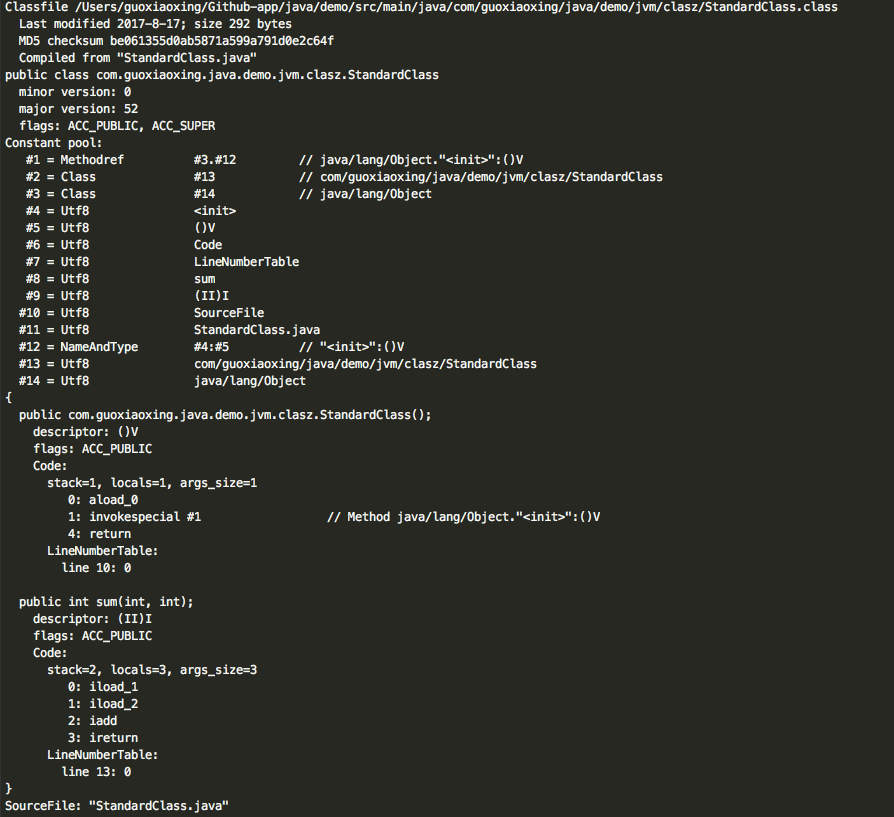 Classfile /Users/guoxiaoxing/Github-app/java/demo/src/main/java/com/guoxiaoxing/java/demo/jvm/clasz/StandardClass.class
  Last modified 2017-8-17; size 292 bytes
  MD5 checksum be061355d0ab5871a599a791d0e2c64f
  Compiled from "StandardClass.java"
public class com.guoxiaoxing.java.demo.jvm.clasz.StandardClass
  minor version: 0
  major version: 52
  flags: ACC_PUBLIC, ACC_SUPER
Constant pool:
   #1 = Methodref          #3.#12         // java/lang/Object."<init>":()V
   #2 = Class              #13            // com/guoxiaoxing/java/demo/jvm/clasz/StandardClass
   #3 = Class              #14            // java/lang/Object
   #4 = Utf8               <init>
   #5 = Utf8               ()V
   #6 = Utf8               Code
   #7 = Utf8               LineNumberTable
   #8 = Utf8               sum
   #9 = Utf8               (II)I
  #10 = Utf8               SourceFile
  #11 = Utf8               StandardClass.java
  #12 = NameAndType        #4:#5          // "<init>":()V
  #13 = Utf8               com/guoxiaoxing/java/demo/jvm/clasz/StandardClass
  #14 = Utf8               java/lang/Object
{
  public com.guoxiaoxing.java.demo.jvm.clasz.StandardClass();
    descriptor: ()V
    flags: ACC_PUBLIC
    Code:
      stack=1, locals=1, args_size=1
         0: aload_0
         1: invokespecial #1                  // Method java/lang/Object."<init>":()V
         4: return
      LineNumberTable:
        line 10: 0

  public int sum(int, int);
    descriptor: (II)I
    flags: ACC_PUBLIC
    Code:
      stack=2, locals=3, args_size=3
         0: iload_1
         1: iload_2
         2: iadd
         3: ireturn
      LineNumberTable:
        line 13: 0
}
SourceFile: "StandardClass.java"